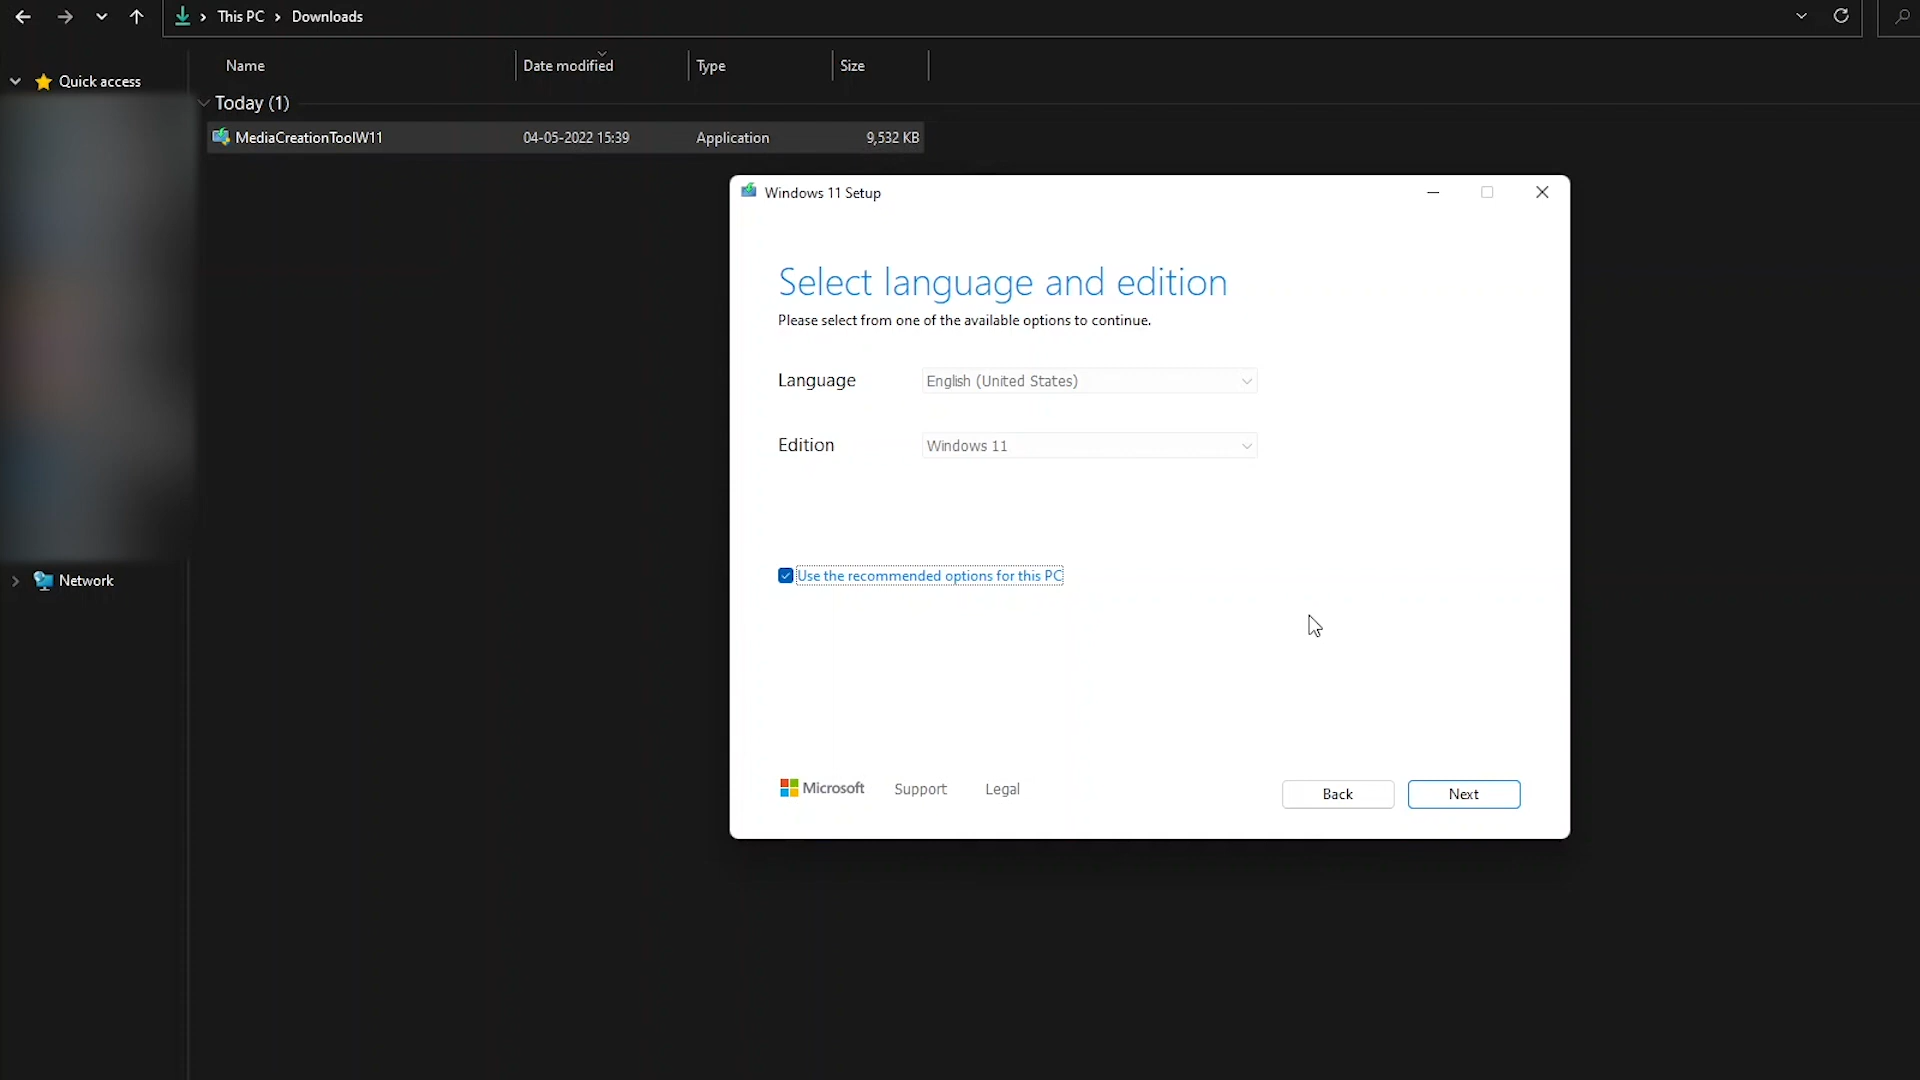 This PC > Downloads
Name Date modified Type Size
Quick access
Today (1)
MediaCreationToolW11 04-05-2022 15:39 Application 9,532 KB
Windows 11 Setup
Select language and edition
Please select from one of the available options to continue.
Language English (United States)
Edition Windows 11
Use the recommended options for this PC
Network
Microsoft Support Legal Back Next